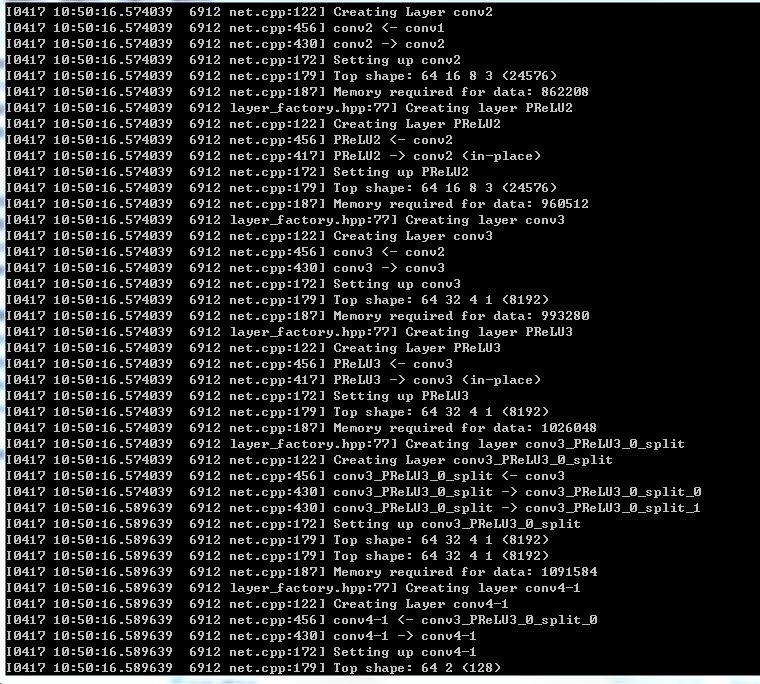 I0417 10:50:16.574039  6912 net.cpp:122] Creating Layer conv2
I0417 10:50:16.574039  6912 net.cpp:456] conv2 <- conv1
I0417 10:50:16.574039  6912 net.cpp:430] conv2 -> conv2
I0417 10:50:16.574039  6912 net.cpp:172] Setting up conv2
I0417 10:50:16.574039  6912 net.cpp:179] Top shape: 64 16 8 3 (24576)
I0417 10:50:16.574039  6912 net.cpp:187] Memory required for data: 862208
I0417 10:50:16.574039  6912 layer_factory.hpp:77] Creating layer PReLU2
I0417 10:50:16.574039  6912 net.cpp:122] Creating Layer PReLU2
I0417 10:50:16.574039  6912 net.cpp:456] PReLU2 <- conv2
I0417 10:50:16.574039  6912 net.cpp:417] PReLU2 -> conv2 (in-place)
I0417 10:50:16.574039  6912 net.cpp:172] Setting up PReLU2
I0417 10:50:16.574039  6912 net.cpp:179] Top shape: 64 16 8 3 (24576)
I0417 10:50:16.574039  6912 net.cpp:187] Memory required for data: 960512
I0417 10:50:16.574039  6912 layer_factory.hpp:77] Creating layer conv3
I0417 10:50:16.574039  6912 net.cpp:122] Creating Layer conv3
I0417 10:50:16.574039  6912 net.cpp:456] conv3 <- conv2
I0417 10:50:16.574039  6912 net.cpp:430] conv3 -> conv3
I0417 10:50:16.574039  6912 net.cpp:172] Setting up conv3
I0417 10:50:16.574039  6912 net.cpp:179] Top shape: 64 32 4 1 (8192)
I0417 10:50:16.574039  6912 net.cpp:187] Memory required for data: 993280
I0417 10:50:16.574039  6912 layer_factory.hpp:77] Creating layer PReLU3
I0417 10:50:16.574039  6912 net.cpp:122] Creating Layer PReLU3
I0417 10:50:16.574039  6912 net.cpp:456] PReLU3 <- conv3
I0417 10:50:16.574039  6912 net.cpp:417] PReLU3 -> conv3 (in-place)
I0417 10:50:16.574039  6912 net.cpp:172] Setting up PReLU3
I0417 10:50:16.574039  6912 net.cpp:179] Top shape: 64 32 4 1 (8192)
I0417 10:50:16.574039  6912 net.cpp:187] Memory required for data: 1026048
I0417 10:50:16.574039  6912 layer_factory.hpp:77] Creating layer conv3_PReLU3_0_split
I0417 10:50:16.574039  6912 net.cpp:122] Creating Layer conv3_PReLU3_0_split
I0417 10:50:16.574039  6912 net.cpp:456] conv3_PReLU3_0_split <- conv3
I0417 10:50:16.574039  6912 net.cpp:430] conv3_PReLU3_0_split -> conv3_PReLU3_0_split_0
I0417 10:50:16.589639  6912 net.cpp:430] conv3_PReLU3_0_split -> conv3_PReLU3_0_split_1
I0417 10:50:16.589639  6912 net.cpp:172] Setting up conv3_PReLU3_0_split
I0417 10:50:16.589639  6912 net.cpp:179] Top shape: 64 32 4 1 (8192)
I0417 10:50:16.589639  6912 net.cpp:179] Top shape: 64 32 4 1 (8192)
I0417 10:50:16.589639  6912 net.cpp:187] Memory required for data: 1091584
I0417 10:50:16.589639  6912 layer_factory.hpp:77] Creating layer conv4-1
I0417 10:50:16.589639  6912 net.cpp:122] Creating Layer conv4-1
I0417 10:50:16.589639  6912 net.cpp:456] conv4-1 <- conv3_PReLU3_0_split_0
I0417 10:50:16.589639  6912 net.cpp:430] conv4-1 -> conv4-1
I0417 10:50:16.589639  6912 net.cpp:172] Setting up conv4-1
I0417 10:50:16.589639  6912 net.cpp:179] Top shape: 64 2 (128)